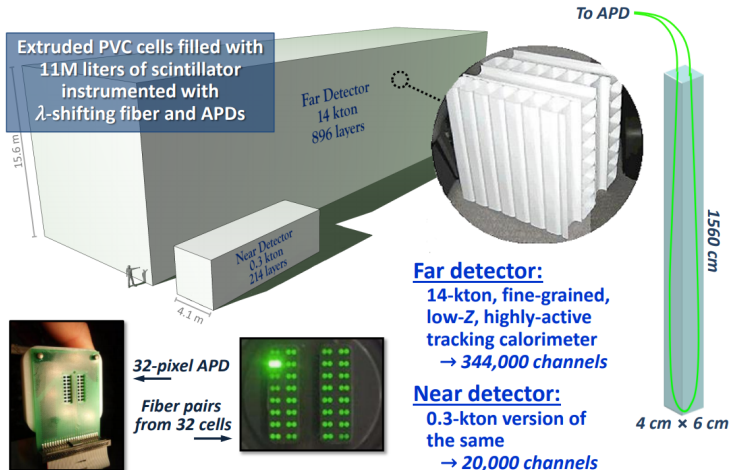 To APD
Extruded PVC cells filled with
11M liters of scintillator
instrumented with
λ-shifting fiber and APDs
Far Detector
14 kton
896 layers
15.6 m
Near Detector
0.3 kton
214 layers
4.1 m
1560 cm
Far detector:
14-kton, fine-grained,
low-Z, highly-active
tracking calorimeter
→ 344,000 channels
32-pixel APD
Fiber pairs
from 32 cells
Near detector:
0.3-kton version of
the same
→ 20,000 channels
4 cm × 6 cm